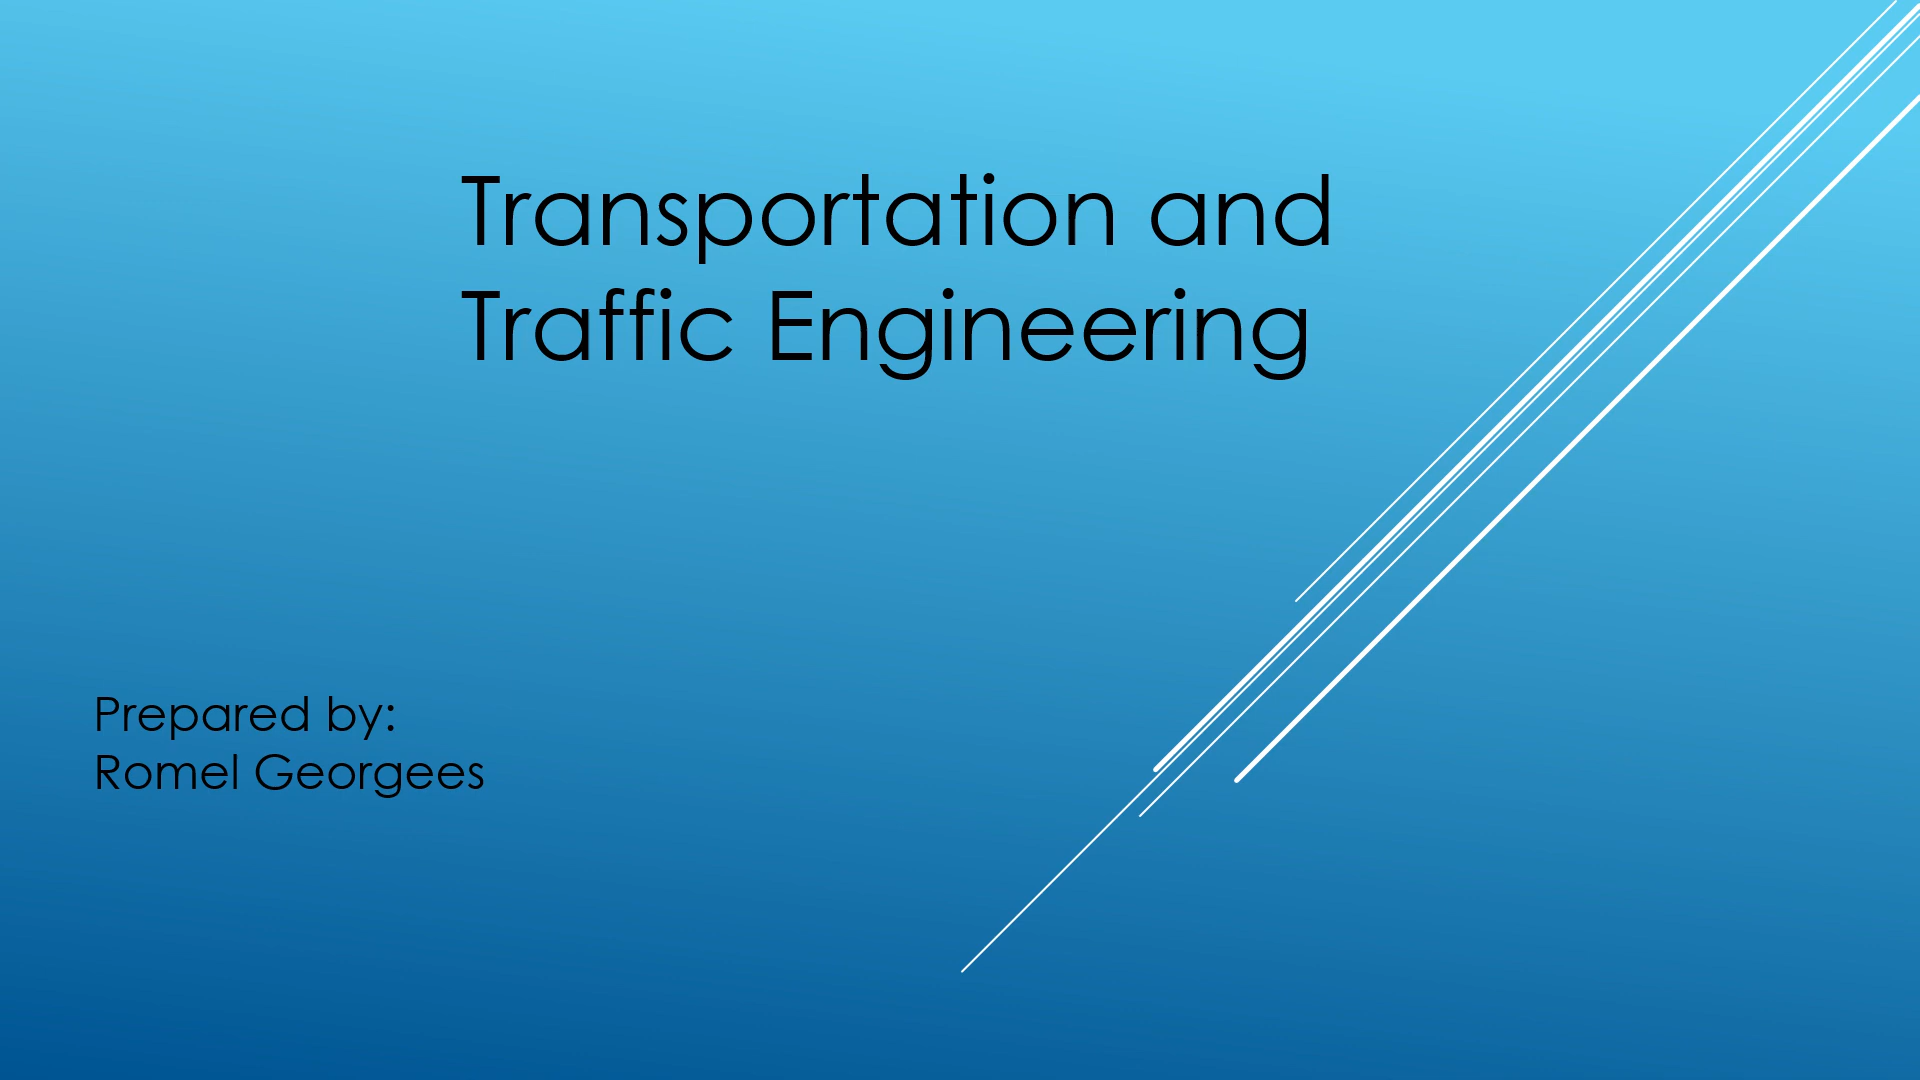 Transportation and
Traffic Engineering
Prepared by:
Romel Georgees